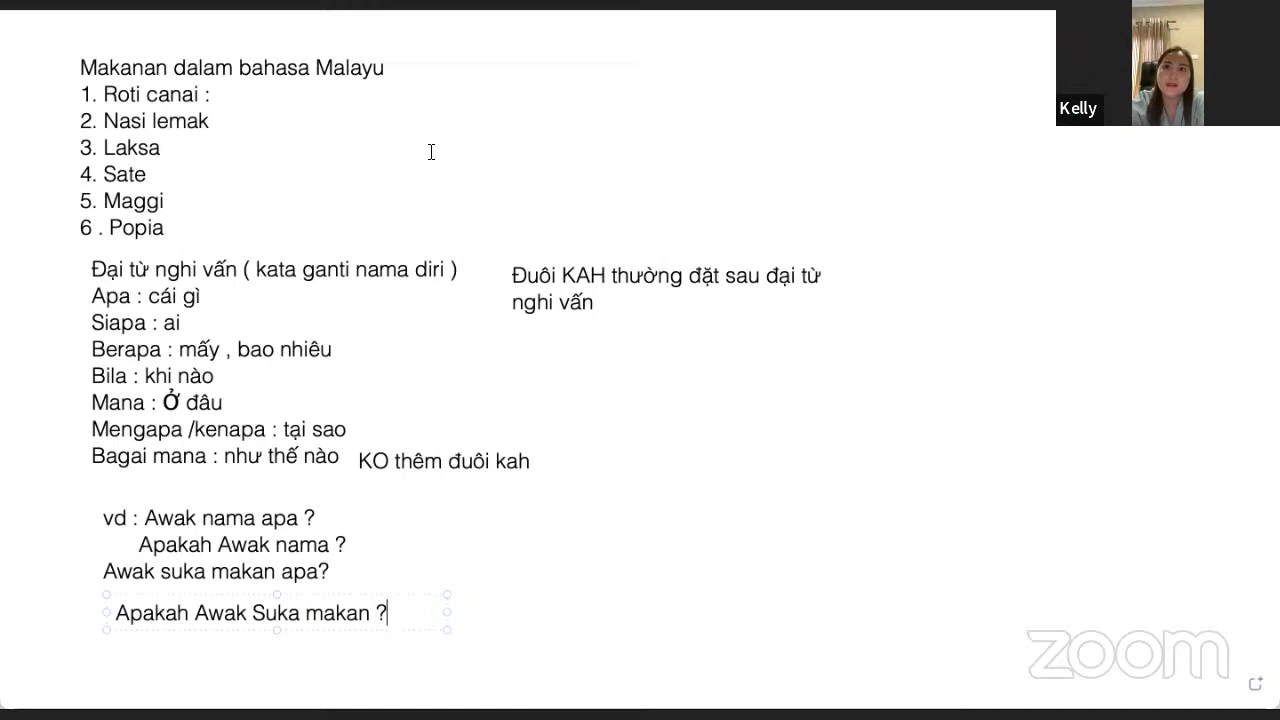 Makanan dalam bahasa Malayu
1. Roti canai :
2. Nasi lemak
3. Laksa
4. Sate
5. Maggi
6 . Popia
Đại từ nghi vấn ( kata ganti nama diri )
Apa : cái gì
Siapa : ai
Berapa : mấy , bao nhiêu
Bila : khi nào
Mana : Ở đâu
Mengapa /kenapa : tại sao
Bagai mana : như thế nào
KO thêm đuôi kah
Đuôi KAH thường đặt sau đại từ
nghi vấn
vd : Awak nama apa ?
Apakah Awak nama ?
Awak suka makan apa?
Apakah Awak Suka makan ?
Kelly
zoom